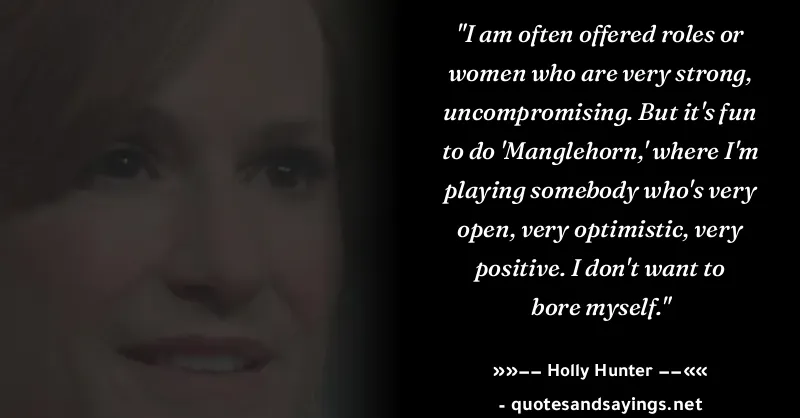 "I am often offered roles or
women who are very strong,
uncompromising. But it's fun
to do 'Manglehorn,' where I'm
playing somebody who's very
open, very optimistic, very
positive. I don't want to
bore myself."
»»−− Holly Hunter −−««
- quotesandsayings.net